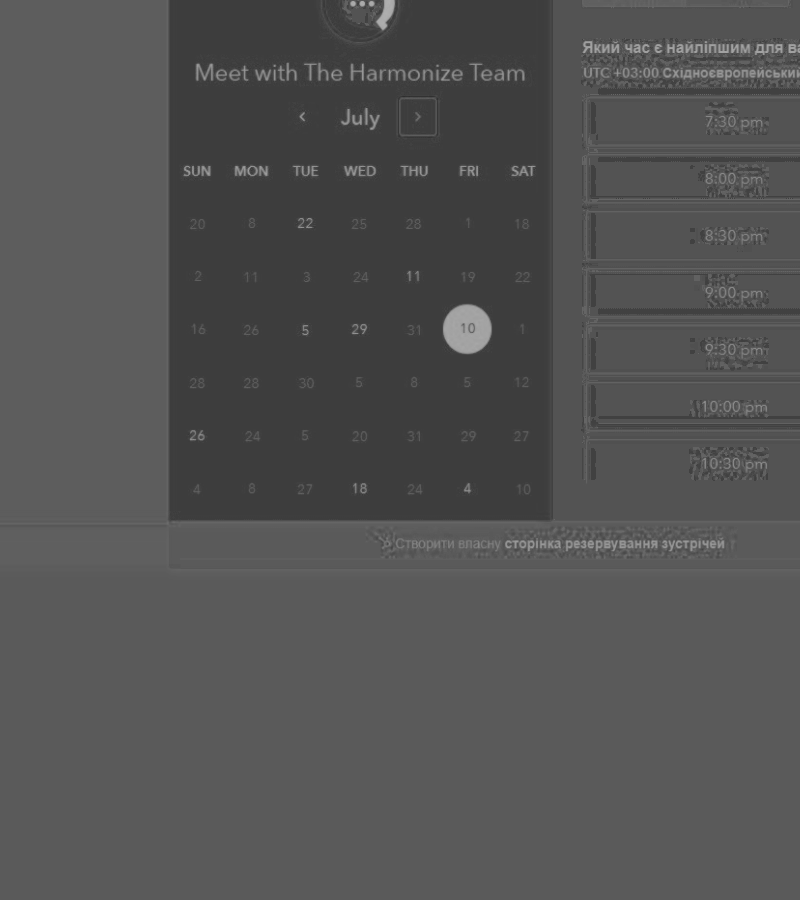 Meet with The Harmonize Team
‹ July ›
SUN MON TUE WED THU FRI SAT
20 8 22 25 28 1 18
2 11 3 24 11 19 22
16 26 5 29 31 10 1
28 28 30 5 8 5 12
26 24 5 20 31 29 27
4 8 27 18 24 4 10
Який час є найліпшим для
UTC +03:00 Східноєвропейський
7:30 pm
8:00 pm
8:30 pm
9:00 pm
9:30 pm
10:00 pm
10:30 pm
Створити власну сторінка резервування зустрічей